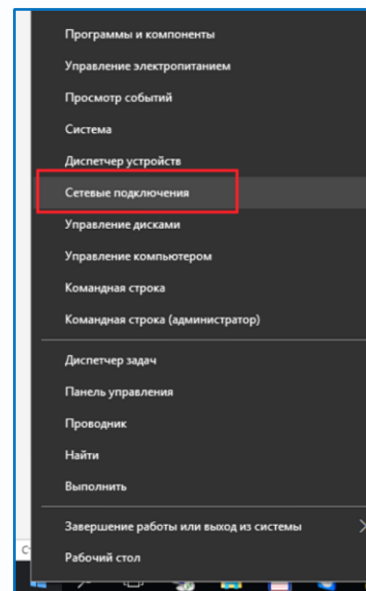 Программы и компоненты
Управление электропитанием
Просмотр событий
Система
Диспетчер устройств
Сетевые подключения
Управление дисками
Управление компьютером
Командная строка
Командная строка (администратор)
Диспетчер задач
Панель управления
Проводник
Найти
Выполнить
Завершение работы или выход из системы
Рабочий стол